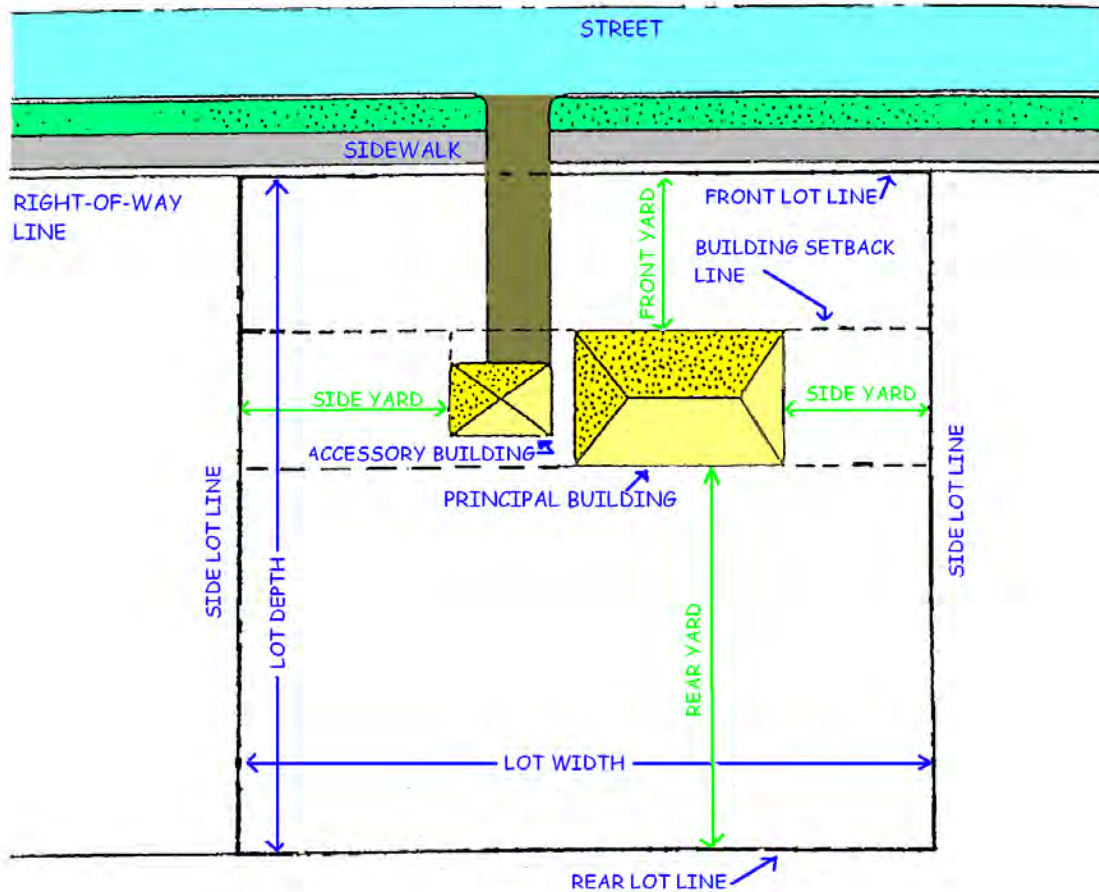 STREET
SIDEWALK
RIGHT-OF-WAY
LINE
FRONT LOT LINE
FRONT YARD
BUILDING SETBACK
LINE
SIDE YARD
SIDE YARD
ACCESSORY BUILDING
PRINCIPAL BUILDING
SIDE LOT LINE
LOT DEPTH
REAR YARD
SIDE LOT LINE
LOT WIDTH
REAR LOT LINE